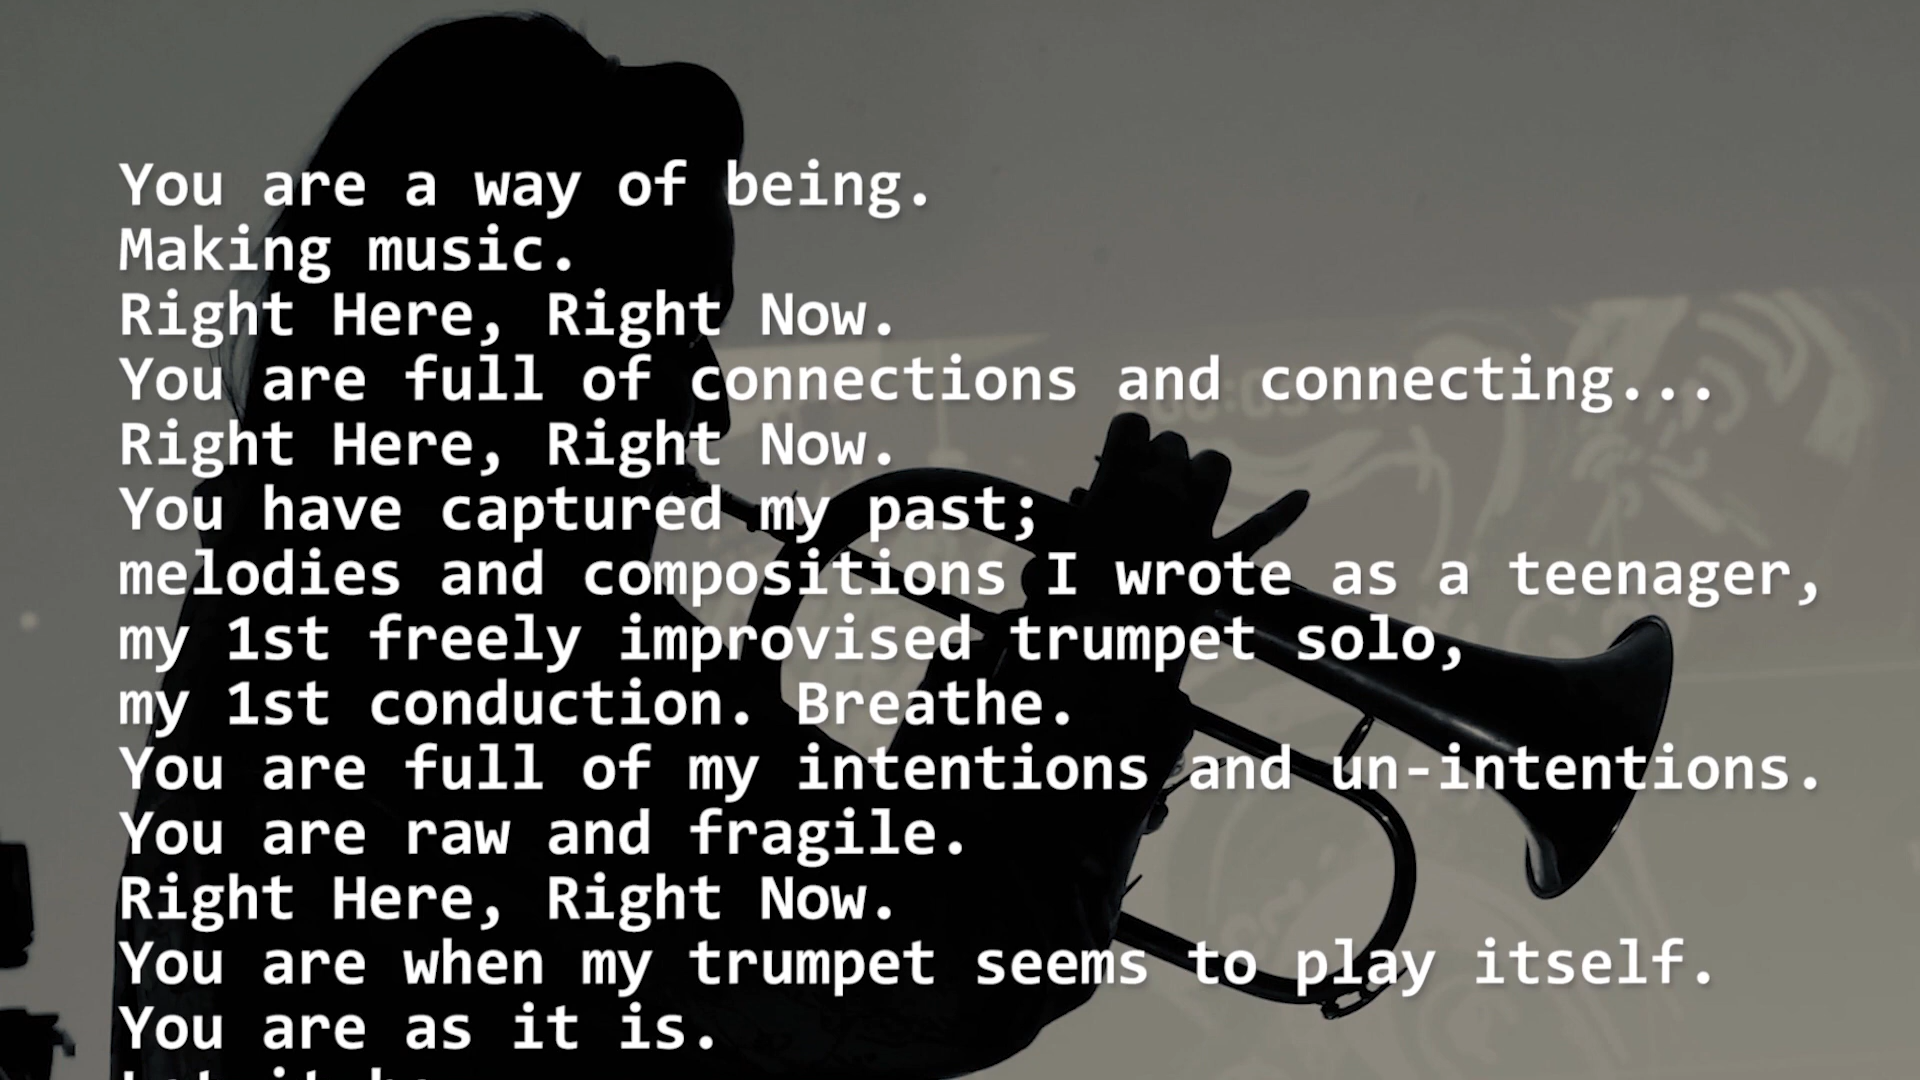 You are a way of being.
Making music.
Right Here, Right Now.
You are full of connections and connecting...
Right Here, Right Now.
You have captured my past;
melodies and compositions I wrote as a teenager,
my 1st freely improvised trumpet solo,
my 1st conduction. Breathe.
You are full of my intentions and un-intentions.
You are raw and fragile.
Right Here, Right Now.
You are when my trumpet seems to play itself.
You are as it is.